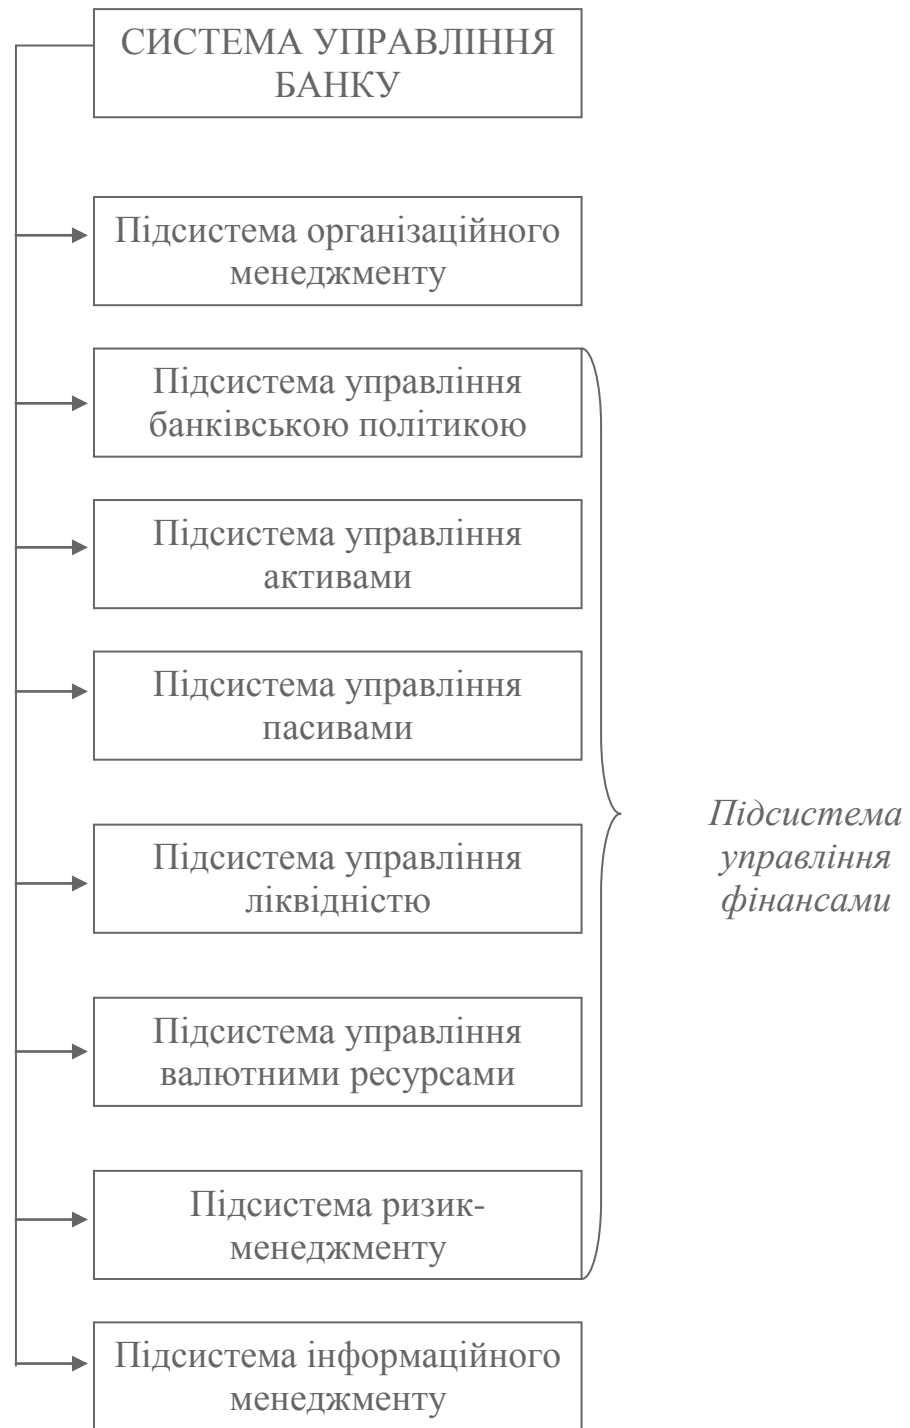 СИСТЕМА УПРАВЛІННЯ
БАНКУ
Підсистема організаційного
менеджменту
Підсистема управління
банківською політикою
Підсистема управління
активами
Підсистема управління
пасивами
Підсистема управління
ліквідністю
Підсистема управління
валютними ресурсами
Підсистема ризик-
менеджменту
Підсистема інформаційного
менеджменту
Підсистема
управління
фінансами